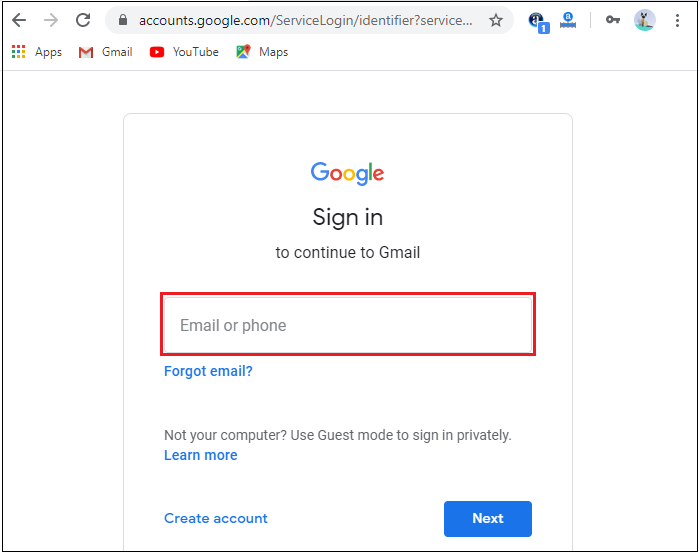 accounts.google.com/ServiceLogin/identifier?service...
1
Apps Gmail YouTube Maps
Google
Sign in
to continue to Gmail
Email or phone
Forgot email?
Not your computer? Use Guest mode to sign in privately.
Learn more
Create account Next